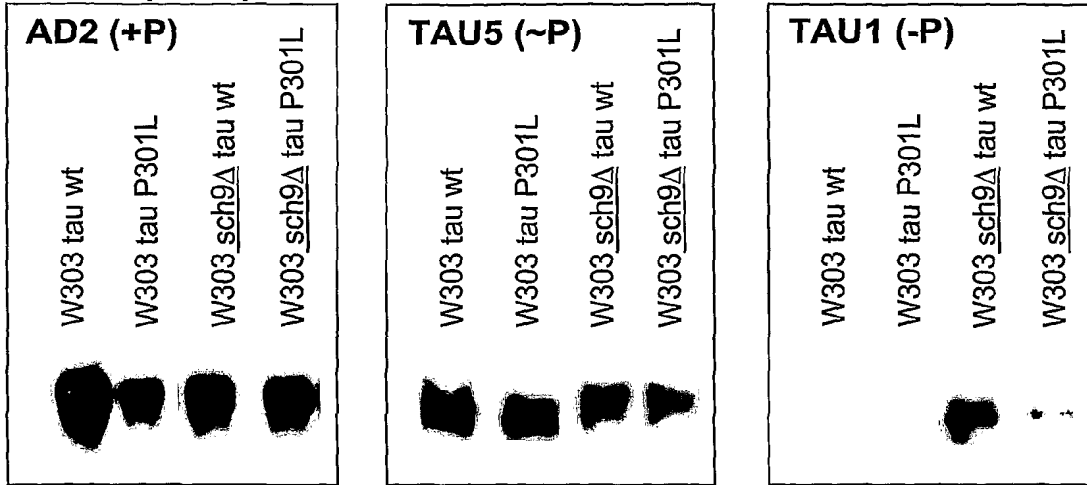 AD2 (+P)
W303 tau wt
W303 tau P301L
W303 sch9Δ tau wt
W303 sch9Δ tau P301L
TAU5 (~P)
W303 tau wt
W303 tau P301L
W303 sch9Δ tau wt
W303 sch9Δ tau P301L
TAU1 (-P)
W303 tau wt
W303 tau P301L
W303 sch9Δ tau wt
W303 sch9Δ tau P301L